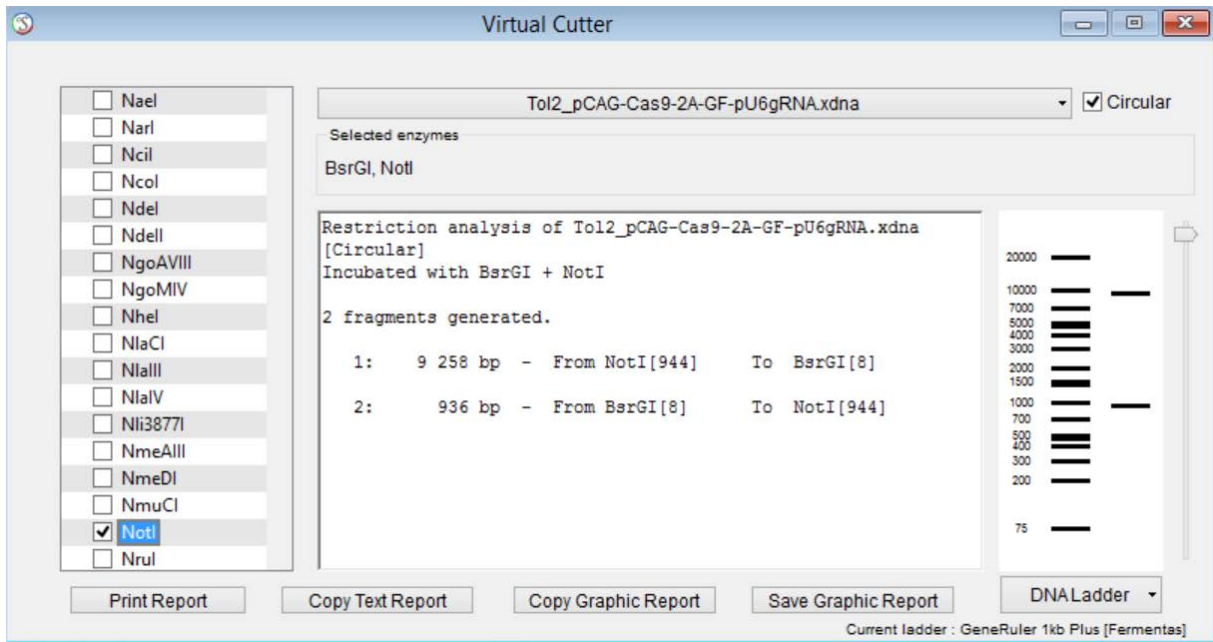 Virtual Cutter
NaeI
NarI
NciI
NcoI
NdeI
NdeII
NgoAVIII
NgoMIV
NheI
NlaCI
NlaIII
NlaIV
Nli3877I
NmeAIII
NmeDI
NmuCI
NotI
NruI
Tol2_pCAG-Cas9-2A-GF-pU6gRNA.xdna
Circular
Selected enzymes
BsrGI, NotI
Restriction analysis of Tol2_pCAG-Cas9-2A-GF-pU6gRNA.xdna
[Circular]
Incubated with BsrGI + NotI
2 fragments generated.
1: 9 258 bp - From NotI[944] To BsrGI[8]
2: 936 bp - From BsrGI[8] To NotI[944]
20000
10000
7000
5000
4000
3000
2000
1500
1000
700
500
400
300
200
75
Print Report
Copy Text Report
Copy Graphic Report
Save Graphic Report
DNALadder
Current ladder : GeneRuler 1kb Plus [Fermentas]